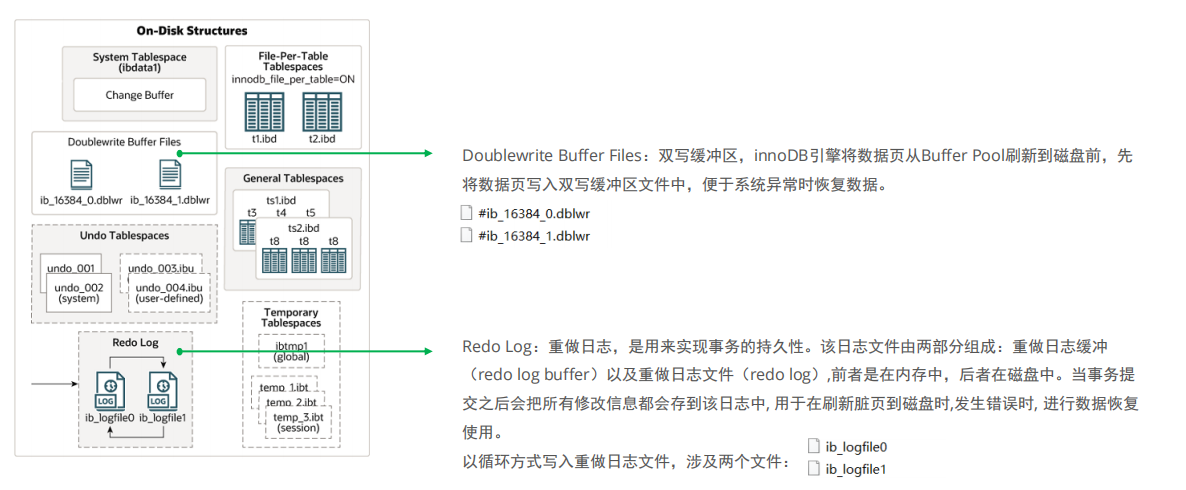 On-Disk Structures
System Tablespace
(ibdata1)
Change Buffer
File-Per-Table
Tablespaces
innodb_file_per_table=ON
t1.ibd
t2.ibd
Doublewrite Buffer Files
ib_16384_0.dblwr
ib_16384_1.dblwr
General Tablespaces
ts1.ibd
t3 t4 t5
ts2.ibd
t8 t8 t8
Undo Tablespaces
undo_001
undo_002
(system)
undo_003.ibu
undo_004.ibu
(user-defined)
Temporary
Tablespaces
ibtmp1
(global)
temp_1.ibt
temp_2.ibt
temp_3.ibt
(session)
Redo Log
LOG
LOG
ib_logfile0
ib_logfile1
Doublewrite Buffer Files：双写缓冲区，innoDB引擎将数据页从Buffer Pool刷新到磁盘前，先
将数据页写入双写缓冲区文件中，便于系统异常时恢复数据。
#ib_16384_0.dblwr
#ib_16384_1.dblwr
Redo Log：重做日志，是用来实现事务的持久性。该日志文件由两部分组成：重做日志缓冲
（redo log buffer）以及重做日志文件（redo log）,前者是在内存中，后者在磁盘中。当事务提
交之后会把所有修改信息都会存到该日志中, 用于在刷新脏页到磁盘时,发生错误时, 进行数据恢复
使用。
以循环方式写入重做日志文件，涉及两个文件：
ib_logfile0
ib_logfile1